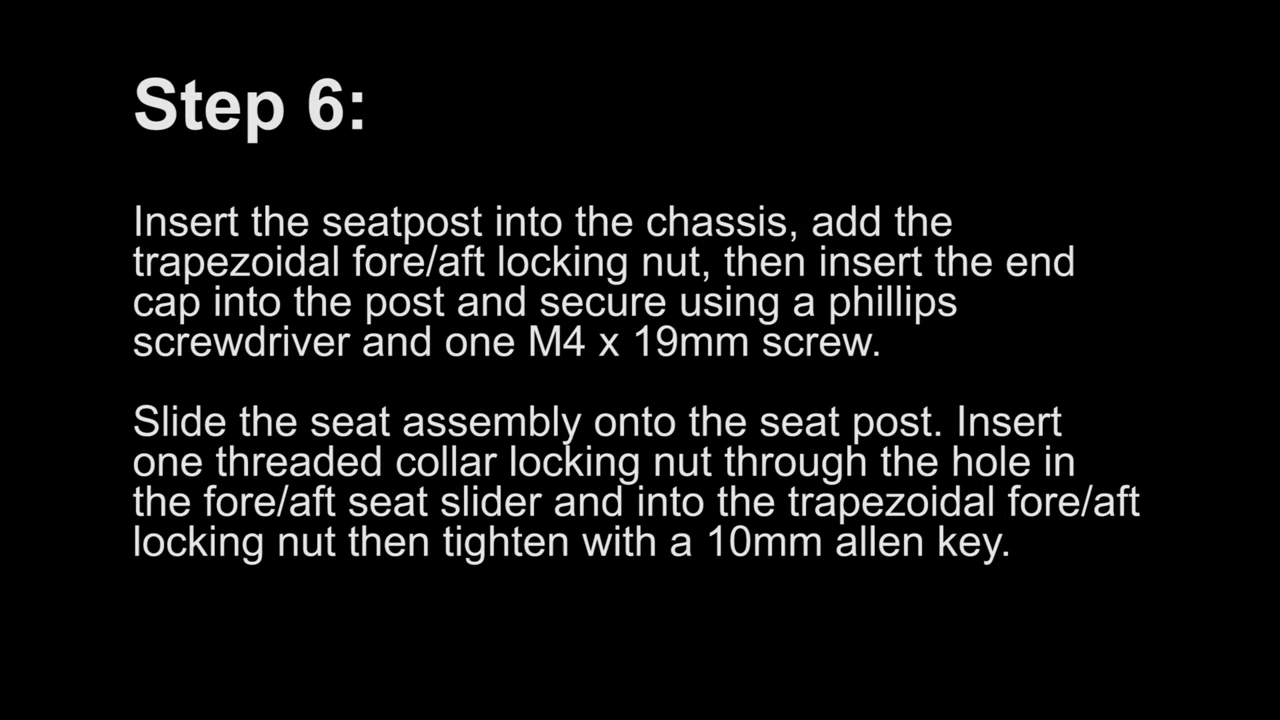 Step 6:
Insert the seatpost into the chassis, add the
trapezoidal fore/aft locking nut, then insert the end
cap into the post and secure using a phillips
screwdriver and one M4 x 19mm screw.
Slide the seat assembly onto the seat post. Insert
one threaded collar locking nut through the hole in
the fore/aft seat slider and into the trapezoidal fore/aft
locking nut then tighten with a 10mm allen key.